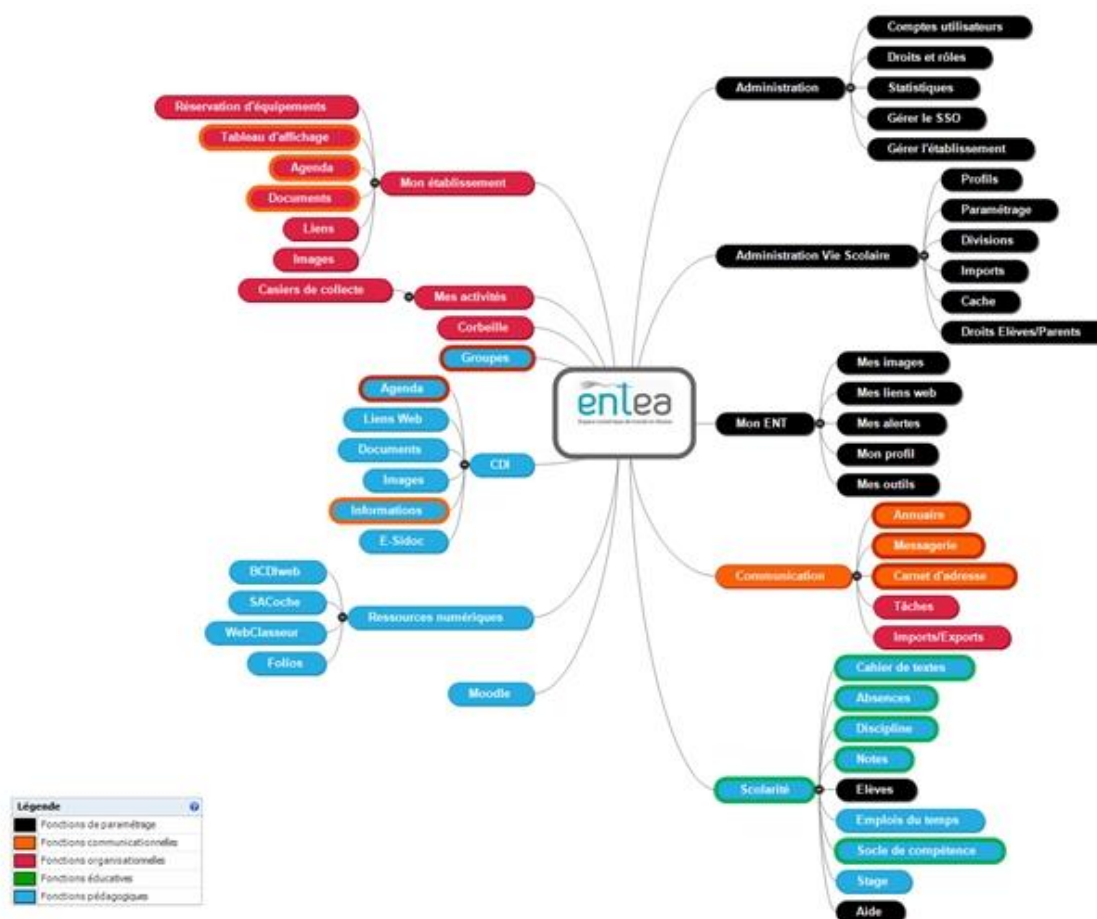 Comptes utilisateurs
Droits et rôles
Administration
Statistiques
Gérer le SSO
Gérer l'établissement
Réservation d'équipements
Tableau d'affichage
Agenda
Mon établissement
Documents
Liens
Images
Profils
Paramétrage
Divisions
Administration Vie Scolaire
Imports
Cache
Droits Elèves/Parents
Casiers de collecte
Mes activités
Corbeille
Groupes
entea
Mes images
Mes liens web
Mon ENT
Mes alertes
Mon profil
Mes outils
Agenda
Liens Web
Documents
CDI
Images
Informations
E-Sidoc
Annuaire
Messagerie
Communication
Carnet d'adresse
Tâches
Imports/Exports
BCDIweb
SACoche
Ressources numériques
WebClasseur
Folios
Moodle
Cahier de textes
Absences
Discipline
Notes
Scolarité
Elèves
Emplois du temps
Socle de compétence
Stage
Aide
Légende
Fonctions de paramétrage
Fonctions communicationnelles
Fonctions organisationnelles
Fonctions éducatives
Fonctions pédagogiques